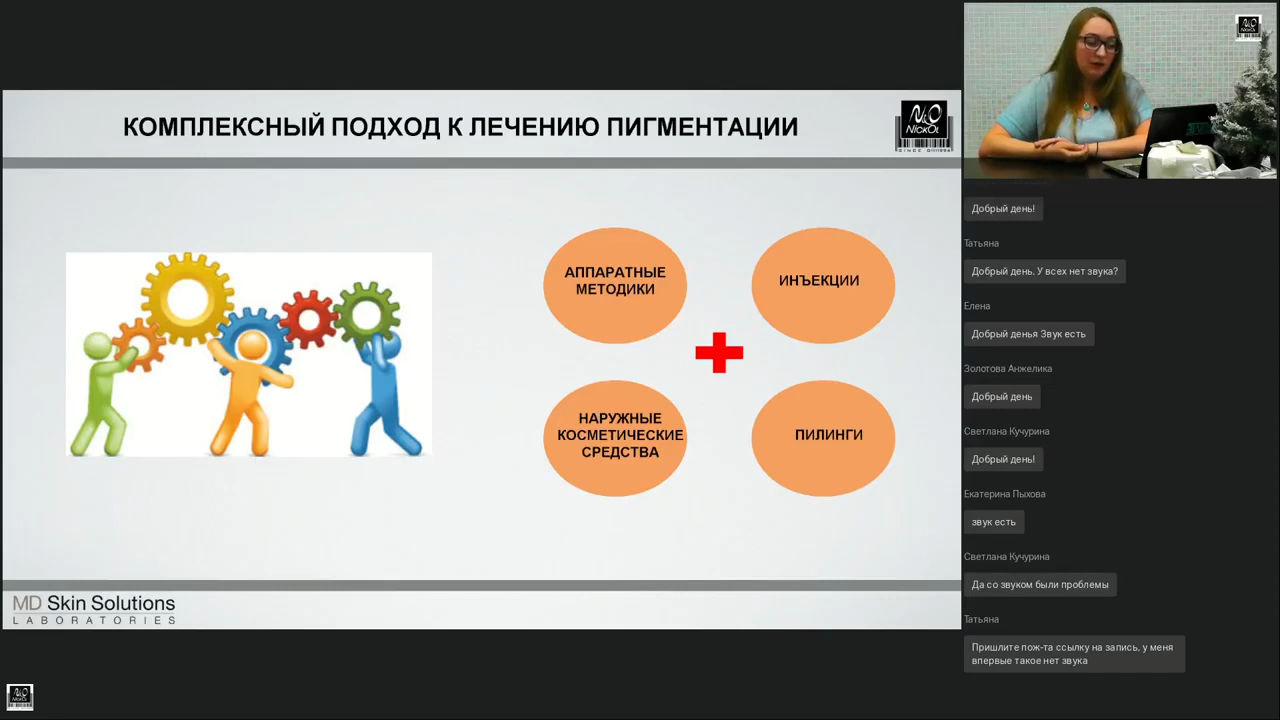 КОМПЛЕКСНЫЙ ПОДХОД К ЛЕЧЕНИЮ ПИГМЕНТАЦИИ
NickOl
АППАРАТНЫЕ
МЕТОДИКИ
ИНЪЕКЦИИ
НАРУЖНЫЕ
КОСМЕТИЧЕСКИЕ
СРЕДСТВА
ПИЛИНГИ
MD Skin Solutions
LABORATORIES
Добрый день!
Татьяна
Добрый день. У всех нет звука?
Елена
Добрый денья Звук есть
Золотова Анжелика
Добрый день
Светлана Кучурина
Добрый день!
Екатерина Пыхова
звук есть
Светлана Кучурина
Да со звуком были проблемы
Татьяна
Пришлите пож-та ссылку на запись, у меня
впервые такое нет звука